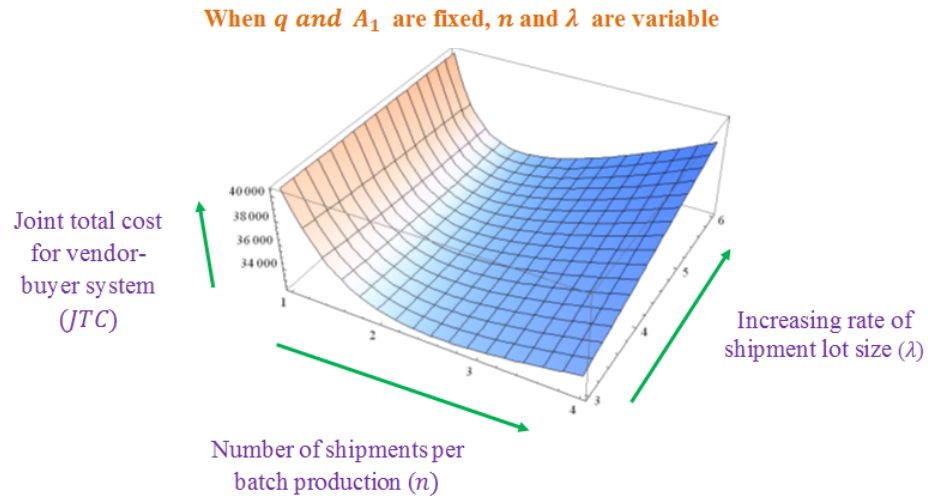 When q and A₁ are fixed, n and λ are variable
40000
38000
36000
34000
1
2
3
4
3
4
5
6
Joint total cost
for vendor-
buyer system
(JTC)
Increasing rate of
shipment lot size (λ)
Number of shipments per
batch production (n)